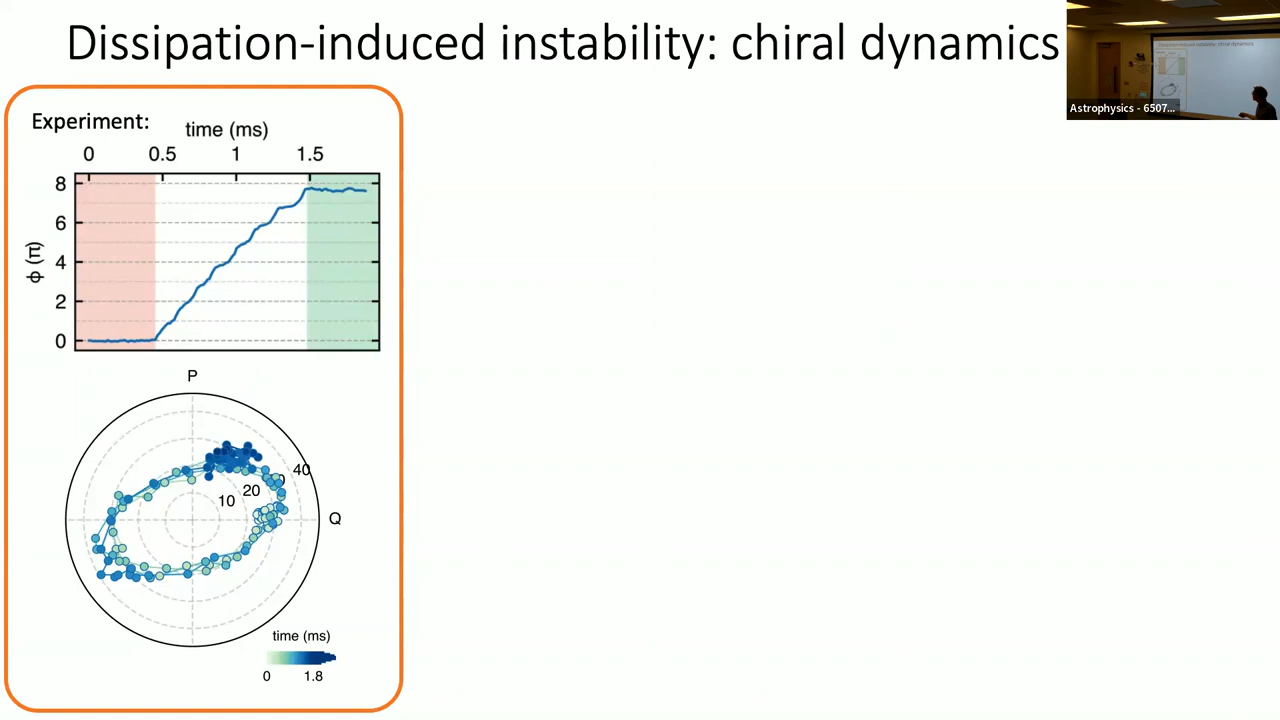 Dissipation-induced instability: chiral dynamics
Astrophysics - 6507...
Experiment:
time (ms)
0 0.5 1 1.5
8
6
4
2
0
ϕ (π)
P
40
20
10
Q
time (ms)
0 1.8